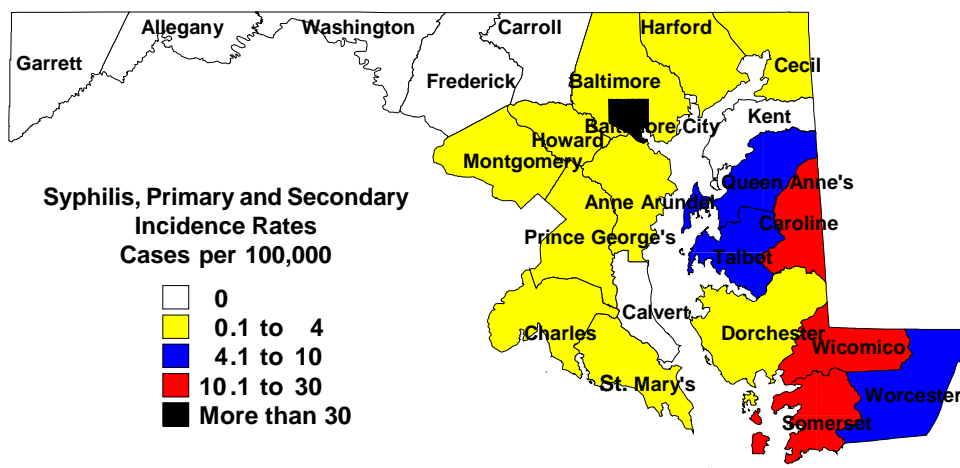 Garrett
Allegany
Washington
Frederick
Carroll
Baltimore
Harford
Cecil
Baltimore City
Kent
Howard
Montgomery
Anne Arundel
Queen Anne's
Prince George's
Caroline
Talbot
Calvert
Charles
St. Mary's
Dorchester
Wicomico
Worcester
Somerset
Syphilis, Primary and Secondary
Incidence Rates
Cases per 100,000
0
0.1 to 4
4.1 to 10
10.1 to 30
More than 30